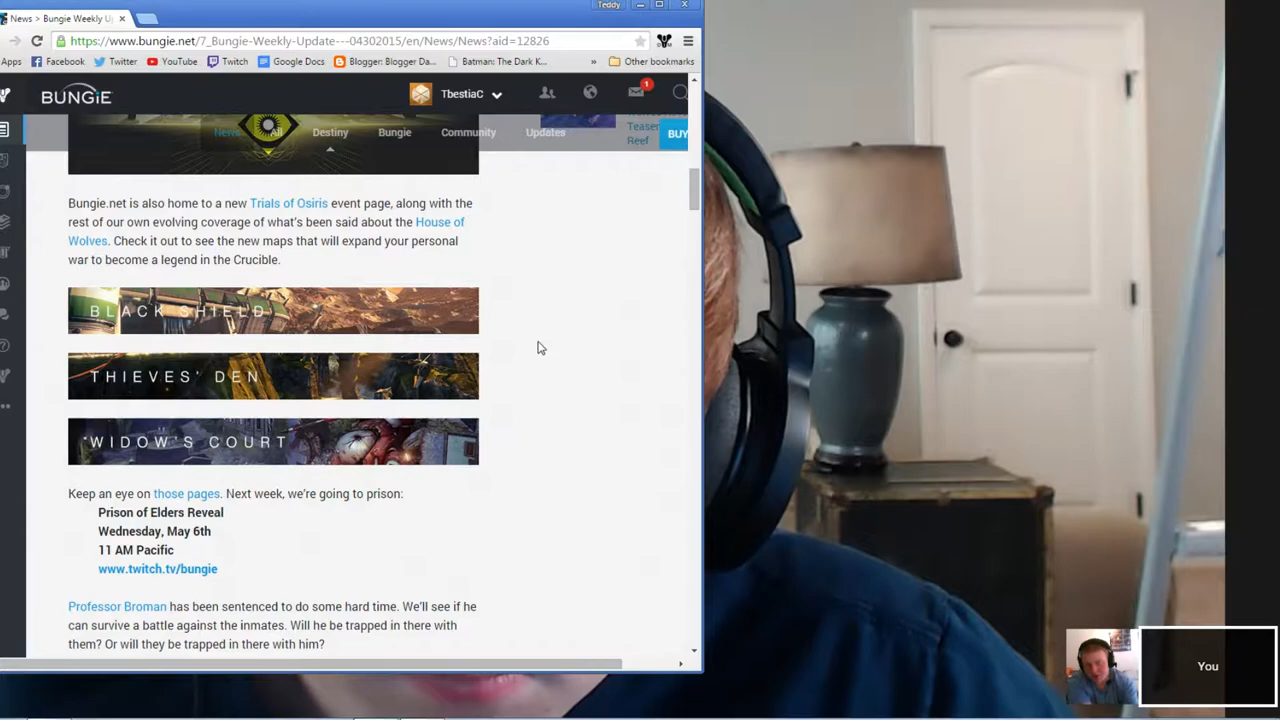 Teddy
News > Bungie Weekly U
https://www.bungie.net/7_Bungie-Weekly-Update---04302015/en/News/News?aid=12826
Apps Facebook Twitter YouTube Twitch Google Docs Blogger: Blogger Da... Batman: The Dark K... » Other bookmarks
BUNGiE TbestiaC 1
News All Destiny Bungie Community Updates
Teaser
Reef
BUY
Bungie.net is also home to a new Trials of Osiris event page, along with the
rest of our own evolving coverage of what's been said about the House of
Wolves. Check it out to see the new maps that will expand your personal
war to become a legend in the Crucible.
BLACK SHIELD
THIEVES' DEN
WIDOW'S COURT
Keep an eye on those pages. Next week, we're going to prison:
Prison of Elders Reveal
Wednesday, May 6th
11 AM Pacific
www.twitch.tv/bungie
Professor Broman has been sentenced to do some hard time. We'll see if he
can survive a battle against the inmates. Will he be trapped in there with
them? Or will they be trapped in there with him?
You